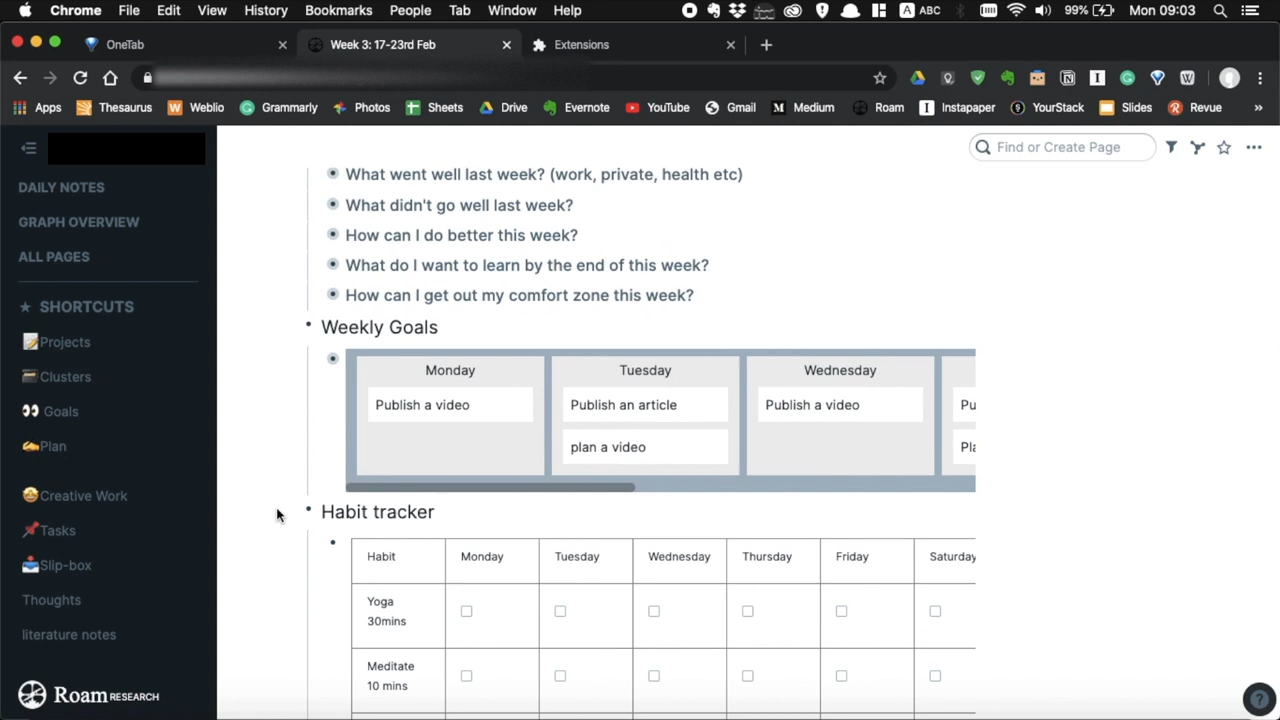 Chrome File Edit View History Bookmarks People Tab Window Help ABC 99% Mon 09:03
OneTab
Week 3: 17-23rd Feb
Extensions
Apps Thesaurus Weblio Grammarly Photos Sheets Drive Evernote YouTube Gmail Medium Roam Instapaper YourStack Slides Revue »
Find or Create Page
DAILY NOTES
GRAPH OVERVIEW
ALL PAGES
SHORTCUTS
Projects
Clusters
Goals
Plan
Creative Work
Tasks
Slip-box
Thoughts
literature notes
Roam RESEARCH
What went well last week? (work, private, health etc)
What didn't go well last week?
How can I do better this week?
What do I want to learn by the end of this week?
How can I get out my comfort zone this week?
Weekly Goals
Monday Tuesday Wednesday
Publish a video Publish an article Publish a video Pu
plan a video Pla
Habit tracker
Habit Monday Tuesday Wednesday Thursday Friday Saturday
Yoga
30mins
Meditate
10 mins
?